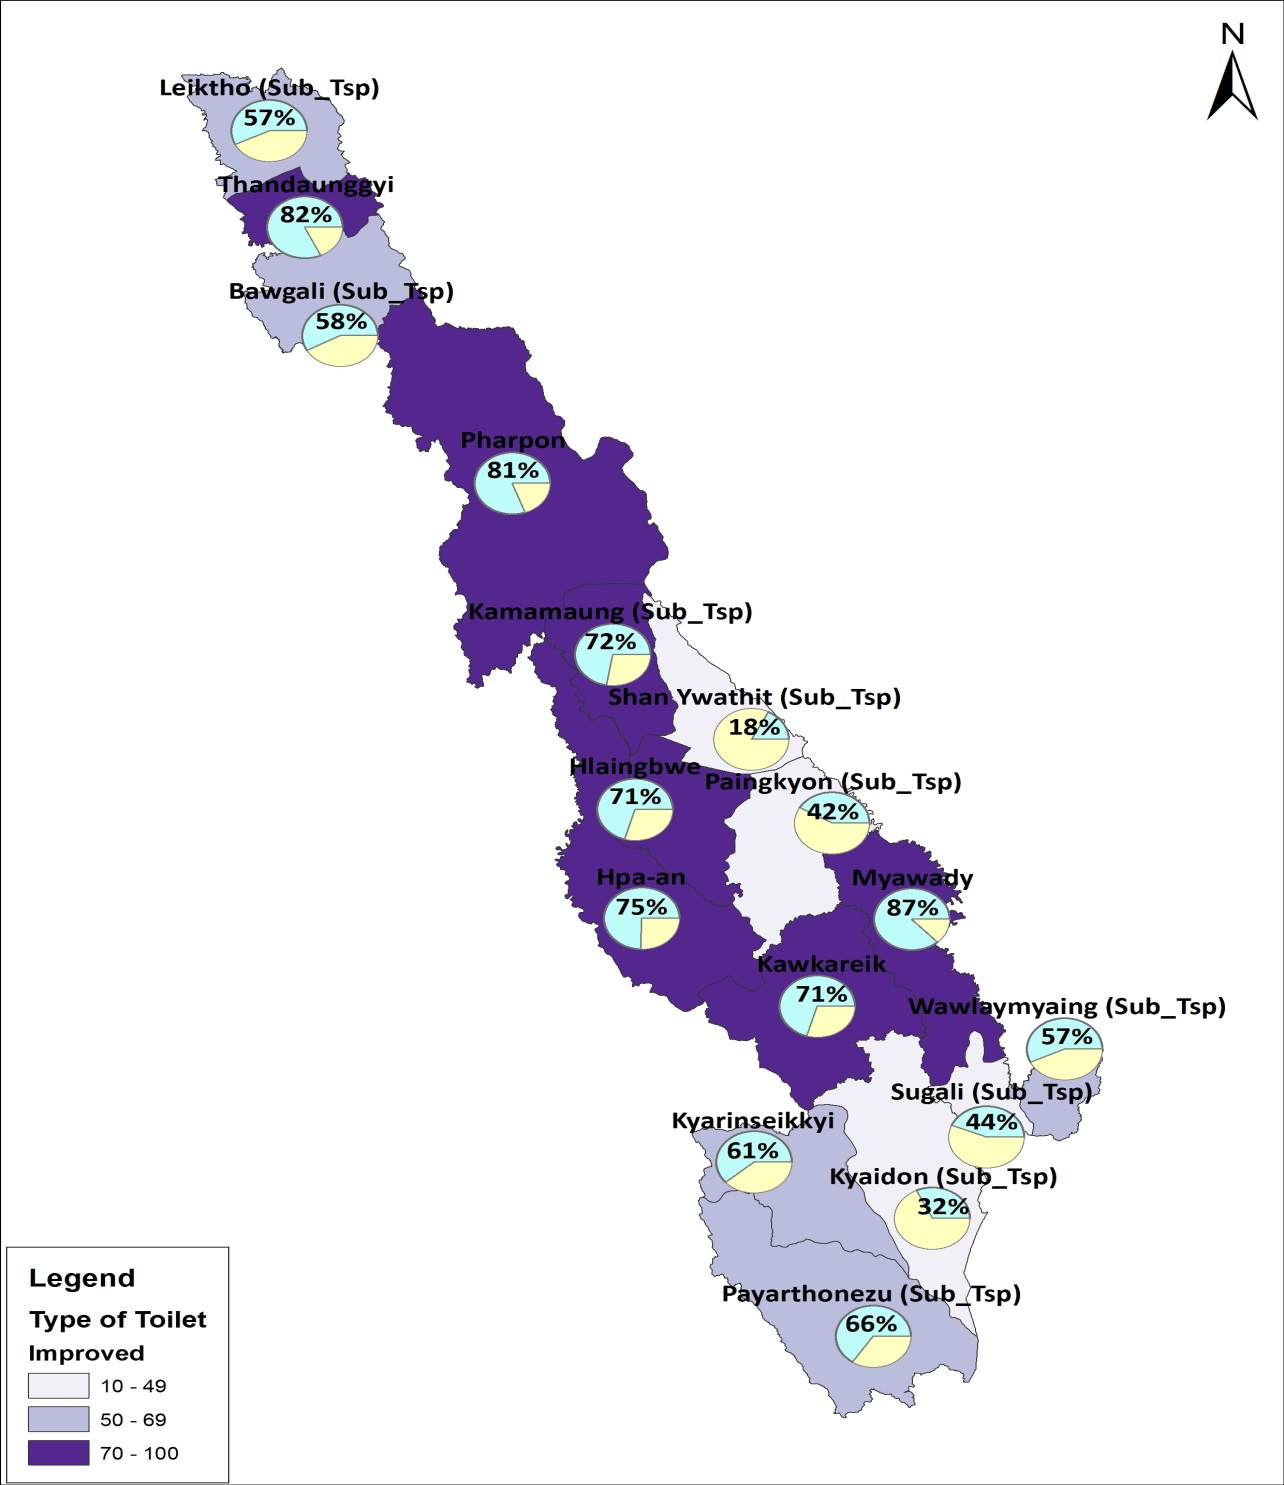 N
Leiktho (Sub_Tsp)
57%
Thandaunggyi
82%
Bawgali (Sub_Tsp)
58%
Pharpon
81%
Kamamaung (Sub_Tsp)
72%
Shan Ywathit (Sub_Tsp)
18%
Hlaingbwe
71%
Paingkyon (Sub_Tsp)
42%
Hpa-an
75%
Myawady
87%
Kawkareik
71%
Wawlaymyaing (Sub_Tsp)
57%
Sugali (Sub_Tsp)
44%
Kyarinseikkyi
61%
Kyaidon (Sub_Tsp)
32%
Payarthonezu (Sub_Tsp)
66%
Legend
Type of Toilet
Improved
10 - 49
50 - 69
70 - 100